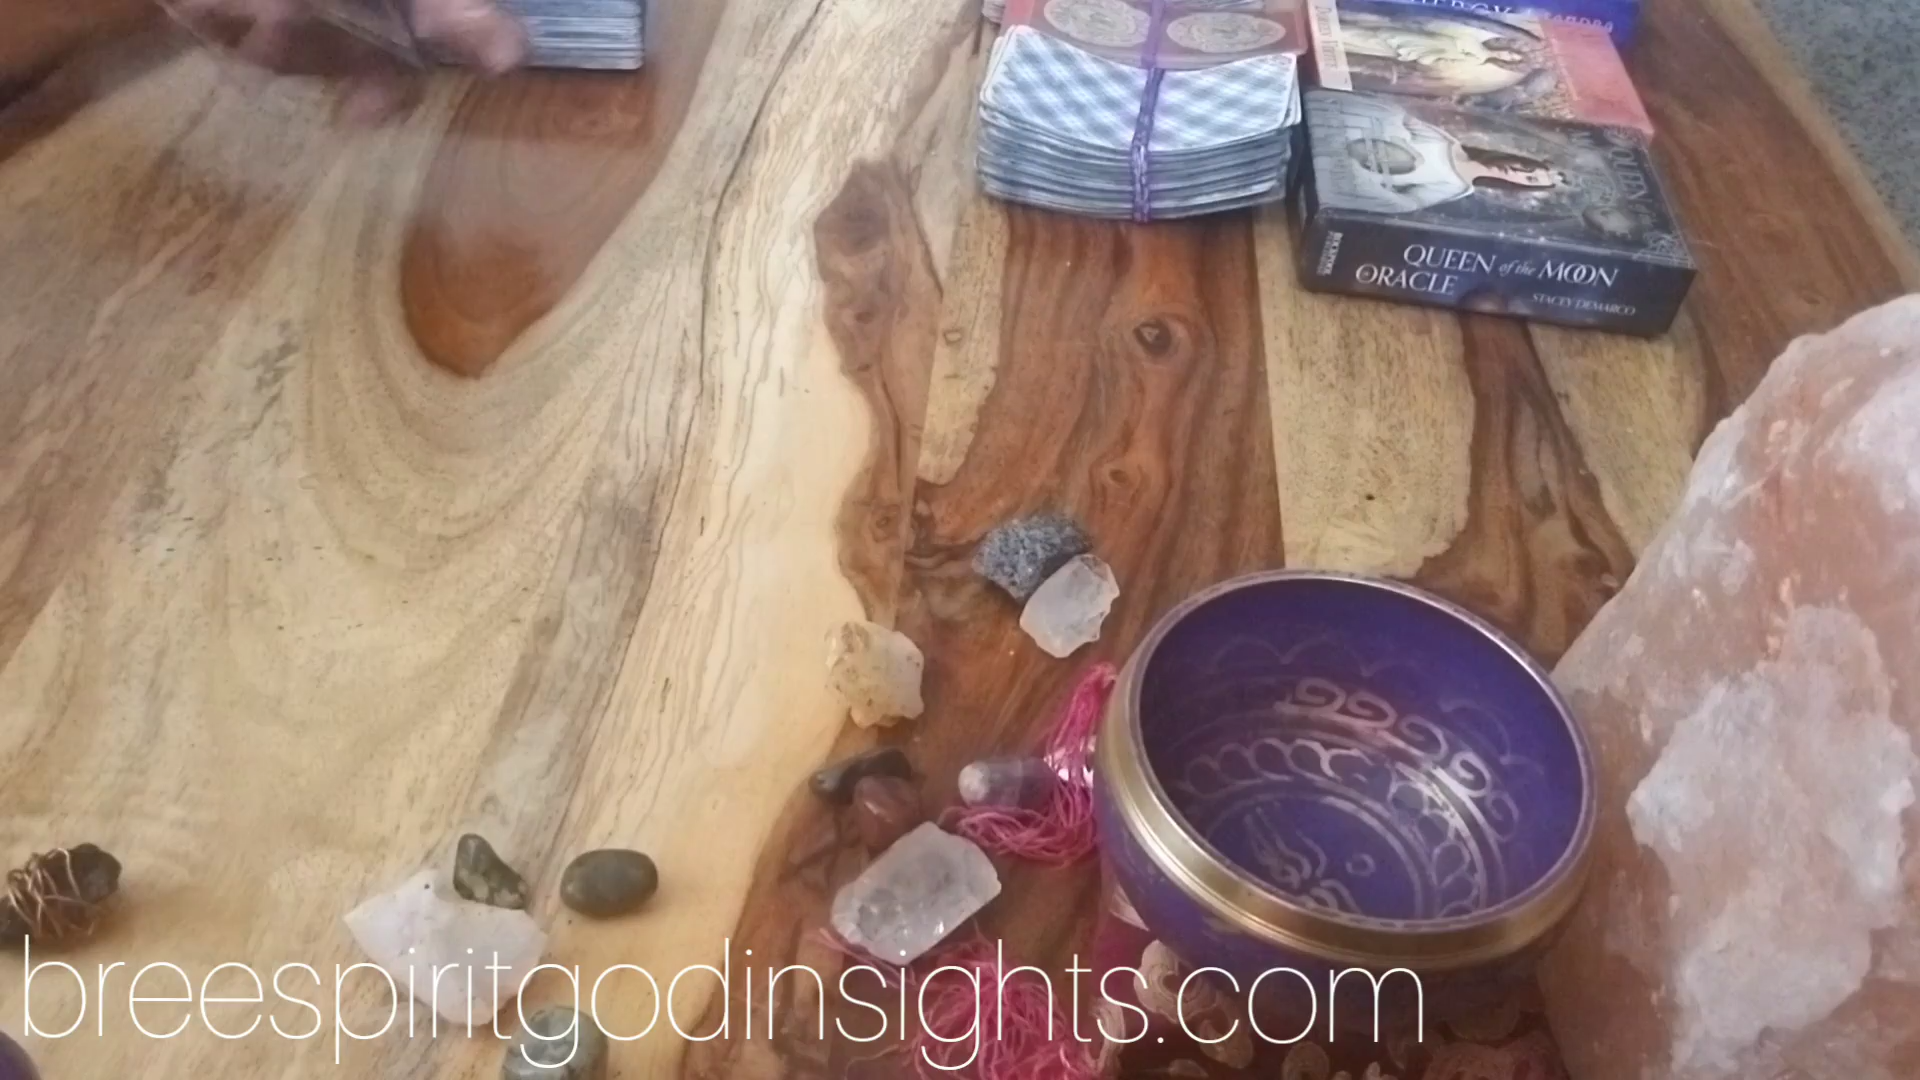 QUEEN of the MOON
ORACLE
STACEY DEMARCO
breespiritgodinsights.com